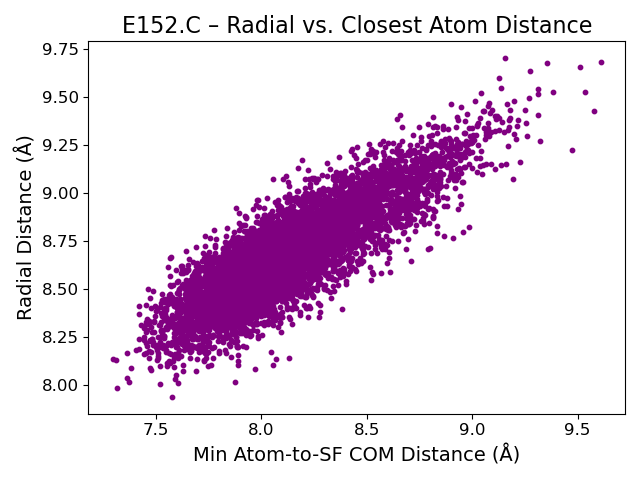 E152.C – Radial vs. Closest Atom Distance
9.75
9.50
9.25
9.00
8.75
8.50
8.25
8.00
Radial Distance (Å)
7.5 8.0 8.5 9.0 9.5
Min Atom-to-SF COM Distance (Å)